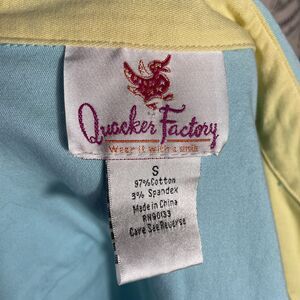 Quacker Factory
Wear it with a smile
S
97% Cotton
3% Spandex
Made in China
RN90133
Care See Reverse